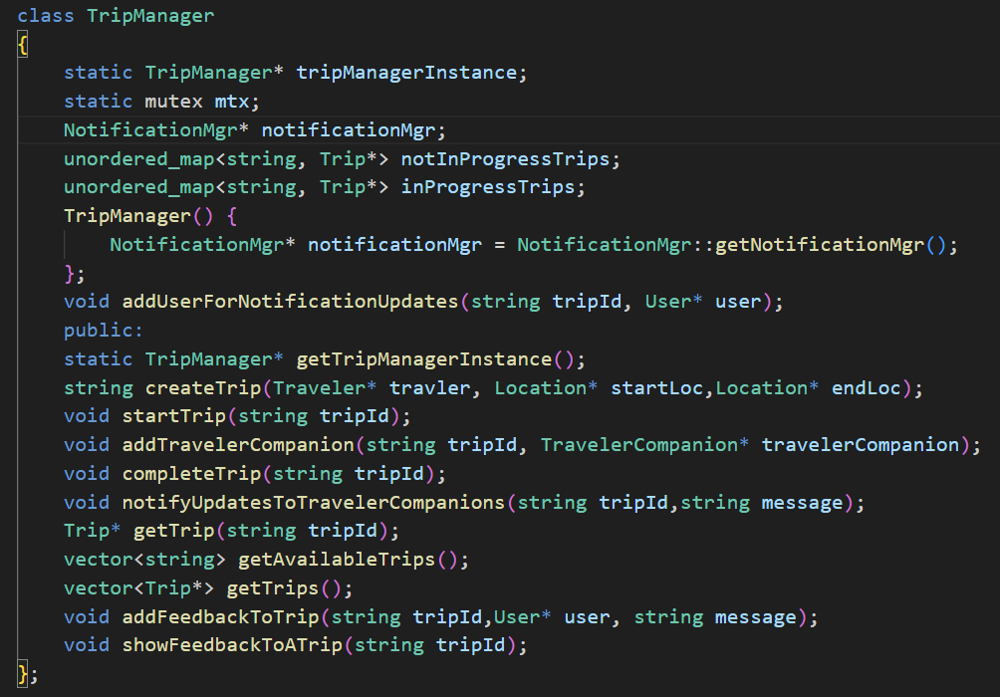 class TripManager
{
    static TripManager* tripManagerInstance;
    static mutex mtx;
    NotificationMgr* notificationMgr;
    unordered_map<string, Trip*> notInProgressTrips;
    unordered_map<string, Trip*> inProgressTrips;
    TripManager() {
        NotificationMgr* notificationMgr = NotificationMgr::getNotificationMgr();
    };
    void addUserForNotificationUpdates(string tripId, User* user);
    public:
    static TripManager* getTripManagerInstance();
    string createTrip(Traveler* travler, Location* startLoc,Location* endLoc);
    void startTrip(string tripId);
    void addTravelerCompanion(string tripId, TravelerCompanion* travelerCompanion);
    void completeTrip(string tripId);
    void notifyUpdatesToTravelerCompanions(string tripId,string message);
    Trip* getTrip(string tripId);
    vector<string> getAvailableTrips();
    vector<Trip*> getTrips();
    void addFeedbackToTrip(string tripId,User* user, string message);
    void showFeedbackToATrip(string tripId);
};